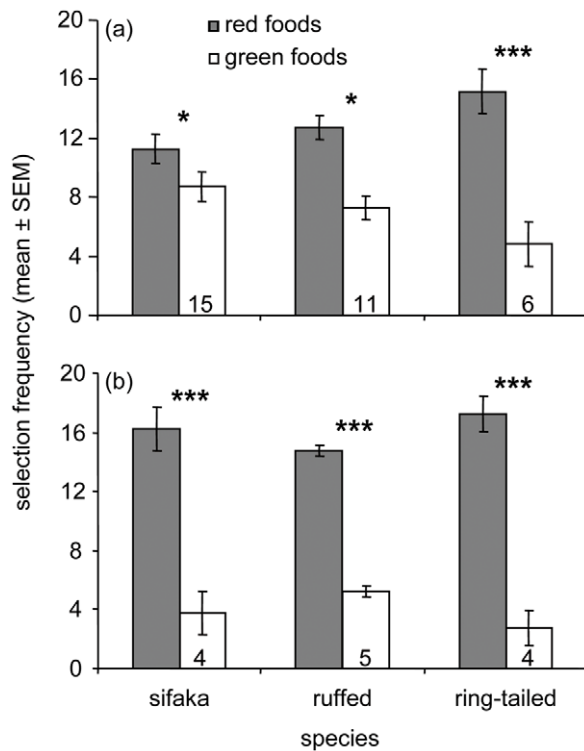 (a)
red foods
green foods
20
16
12
8
4
0
* * ***
15 11 6
selection frequency (mean ± SEM)
(b)
20
16
12
8
4
0
*** *** ***
4 5 4
sifaka ruffed ring-tailed
species